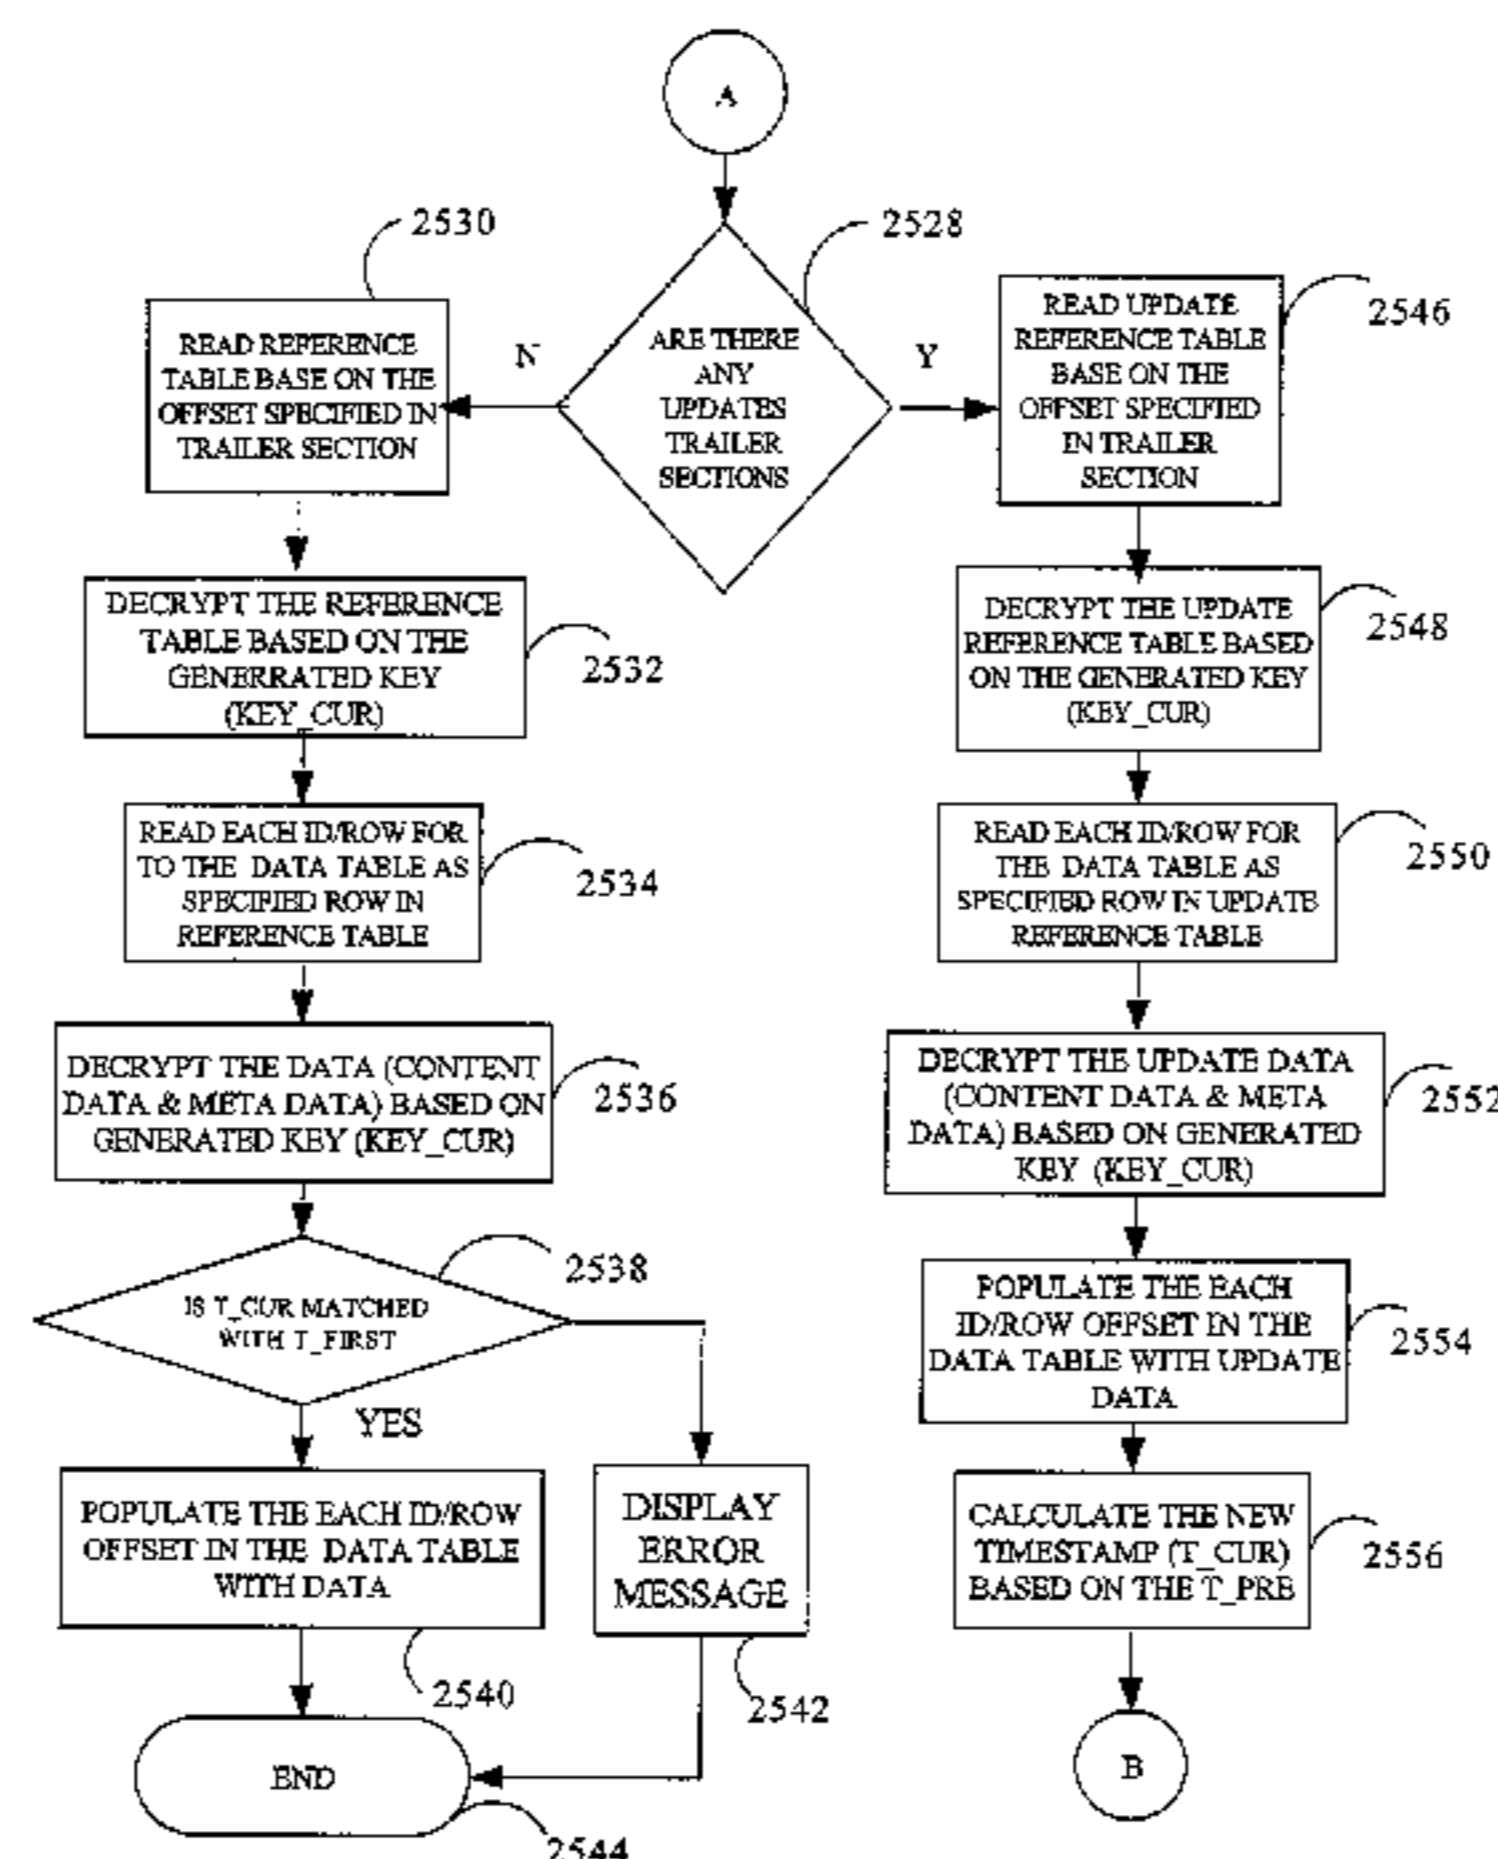 A
2530
2528
2546
READ REFERENCE
TABLE BASE ON THE
OFFSET SPECIFIED IN
TRAILER SECTION
N
ARE THERE
ANY
UPDATES
TRAILER
SECTIONS
Y
READ UPDATE
REFERENCE TABLE
BASE ON THE
OFFSET SPECIFIED
IN TRAILER
SECTION
DECRYPT THE REFERENCE
TABLE BASED ON THE
GENERRATED KEY
(KEY_CUR)
2532
DECRYPT THE UPDATE
REFERENCE TABLE BASED
ON THE GENERATED KEY
(KEY_CUR)
2548
READ EACH ID/ROW FOR
TO THE DATA TABLE AS
SPECIFIED ROW IN
REFERENCE TABLE
2534
READ EACH ID/ROW FOR
THE DATA TABLE AS
SPECIFIED ROW IN UPDATE
REFERENCE TABLE
2550
DECRYPT THE DATA (CONTENT
DATA & META DATA) BASED ON
GENERATED KEY (KEY_CUR)
2536
DECRYPT THE UPDATE DATA
(CONTENT DATA & META
DATA) BASED ON GENERATED
KEY (KEY_CUR)
2552
IS T_CUR MATCHED
WITH T_FIRST
2538
YES
POPULATE THE EACH
ID/ROW OFFSET IN THE
DATA TABLE WITH UPDATE
DATA
2554
POPULATE THE EACH ID/ROW
OFFSET IN THE DATA TABLE
WITH DATA
2540
DISPLAY
ERROR
MESSAGE
2542
CALCULATE THE NEW
TIMESTAMP (T_CUR)
BASED ON THE T_PRE
2556
END
2544
B